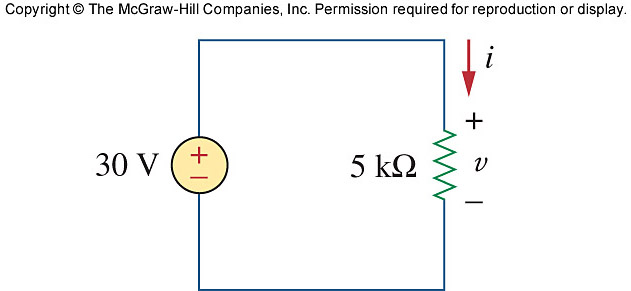 Copyright © The McGraw-Hill Companies, Inc. Permission required for reproduction or display.
i
+
30 V + − 5 kΩ v
−